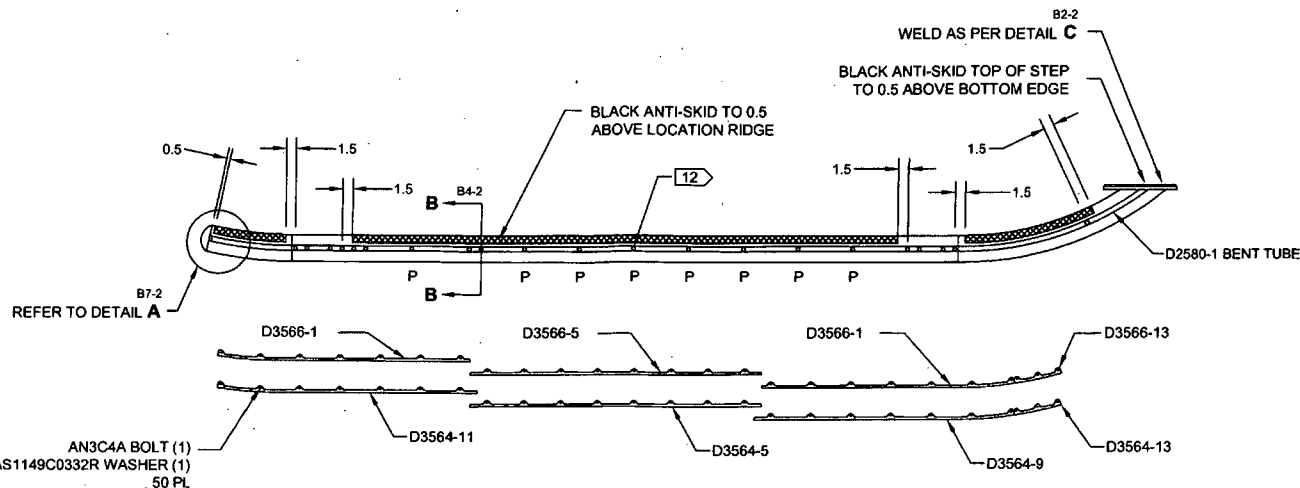 B2-2
WELD AS PER DETAIL C
BLACK ANTI-SKID TOP OF STEP
TO 0.5 ABOVE BOTTOM EDGE
BLACK ANTI-SKID TO 0.5
ABOVE LOCATION RIDGE
0.5
1.5
1.5
B4-2
B
12
1.5
1.5
1.5
D2580-1 BENT TUBE
P P P P P P P P
B
B7-2
REFER TO DETAIL A
D3566-1
D3566-5
D3566-1
D3566-13
D3564-11
D3564-5
D3564-9
D3564-13
AN3C4A BOLT (1)
AS1149C0332R WASHER (1)
50 PL